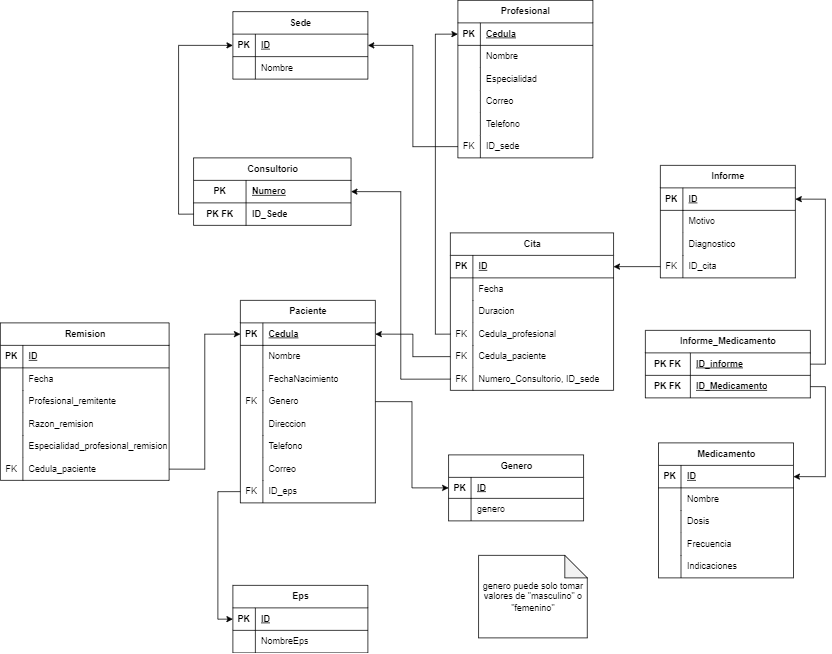 Sede
PK ID
Nombre
Profesional
PK Cedula
Nombre
Especialidad
Correo
Telefono
FK ID_sede
Consultorio
PK Numero
PK FK ID_Sede
Informe
PK ID
Motivo
Diagnostico
FK ID_cita
Cita
PK ID
Fecha
Duracion
FK Cedula_profesional
FK Cedula_paciente
FK Numero_Consultorio, ID_sede
Paciente
PK Cedula
Nombre
FechaNacimiento
FK Genero
Direccion
Telefono
Correo
FK ID_eps
Remision
PK ID
Fecha
Profesional_remitente
Razon_remision
Especialidad_profesional_remision
FK Cedula_paciente
Informe_Medicamento
PK FK ID_informe
PK FK ID_Medicamento
Genero
PK ID
genero
Medicamento
PK ID
Nombre
Dosis
Frecuencia
Indicaciones
genero puede solo tomar
valores de "masculino" o
"femenino"
Eps
PK ID
NombreEps